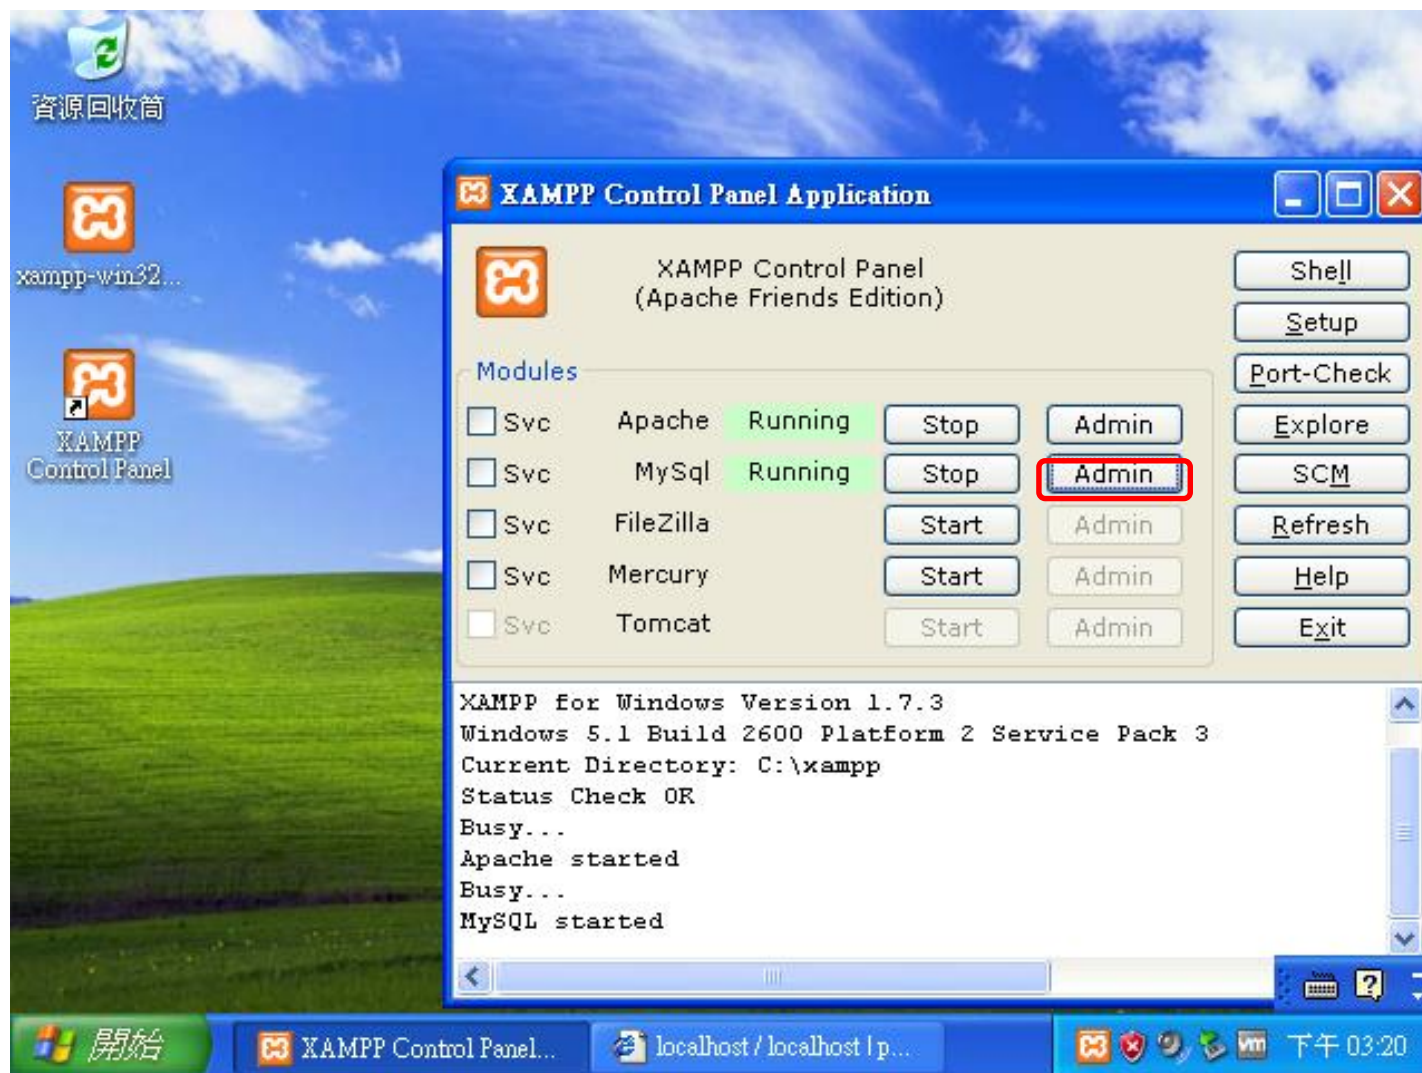 資源回收筒
xampp-win32...
XAMPP
Control Panel
XAMPP Control Panel Application
XAMPP Control Panel
(Apache Friends Edition)
Shell
Setup
Port-Check
Explore
SCM
Refresh
Help
Exit
Modules
Svc Apache Running Stop Admin
Svc MySql Running Stop Admin
Svc FileZilla Start Admin
Svc Mercury Start Admin
Svc Tomcat Start Admin
XAMPP for Windows Version 1.7.3
Windows 5.1 Build 2600 Platform 2 Service Pack 3
Current Directory: C:\xampp
Status Check OK
Busy...
Apache started
Busy...
MySQL started
開始
XAMPP Control Panel...
localhost / localhost | p...
vm
下午 03:20